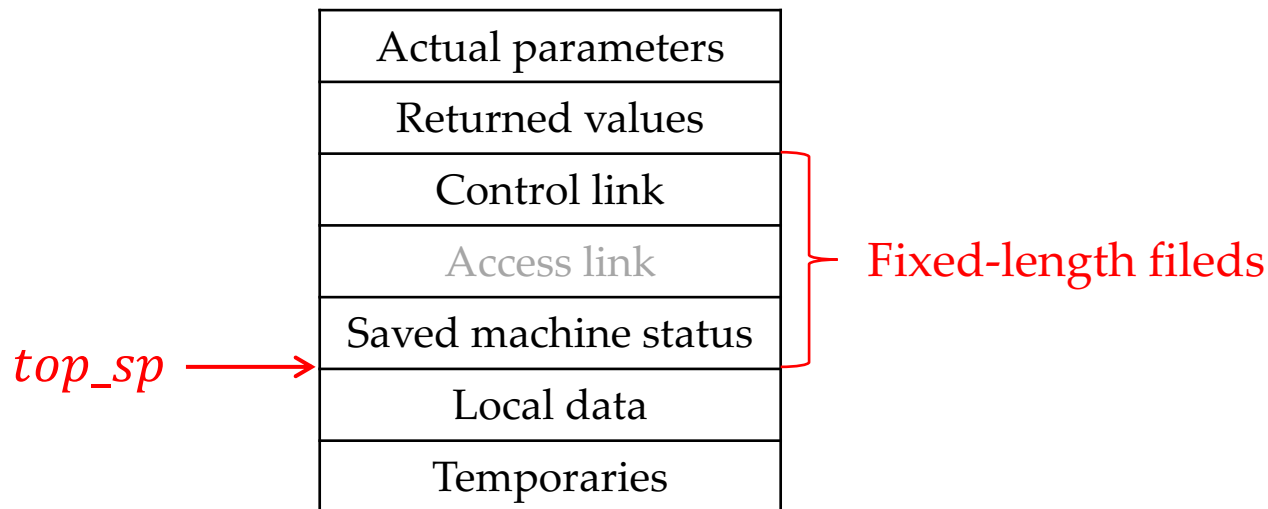 Actual parameters
Returned values
Control link
Access link
Fixed-length fileds
Saved machine status
top_sp
Local data
Temporaries